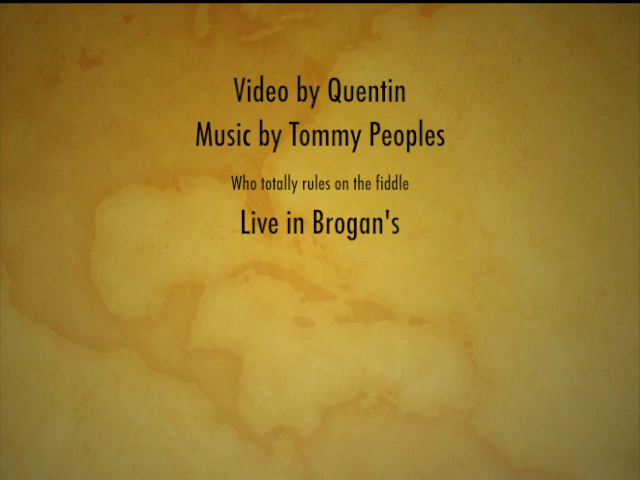 Video by Quentin
Music by Tommy Peoples
Who totally rules on the fiddle
Live in Brogan's